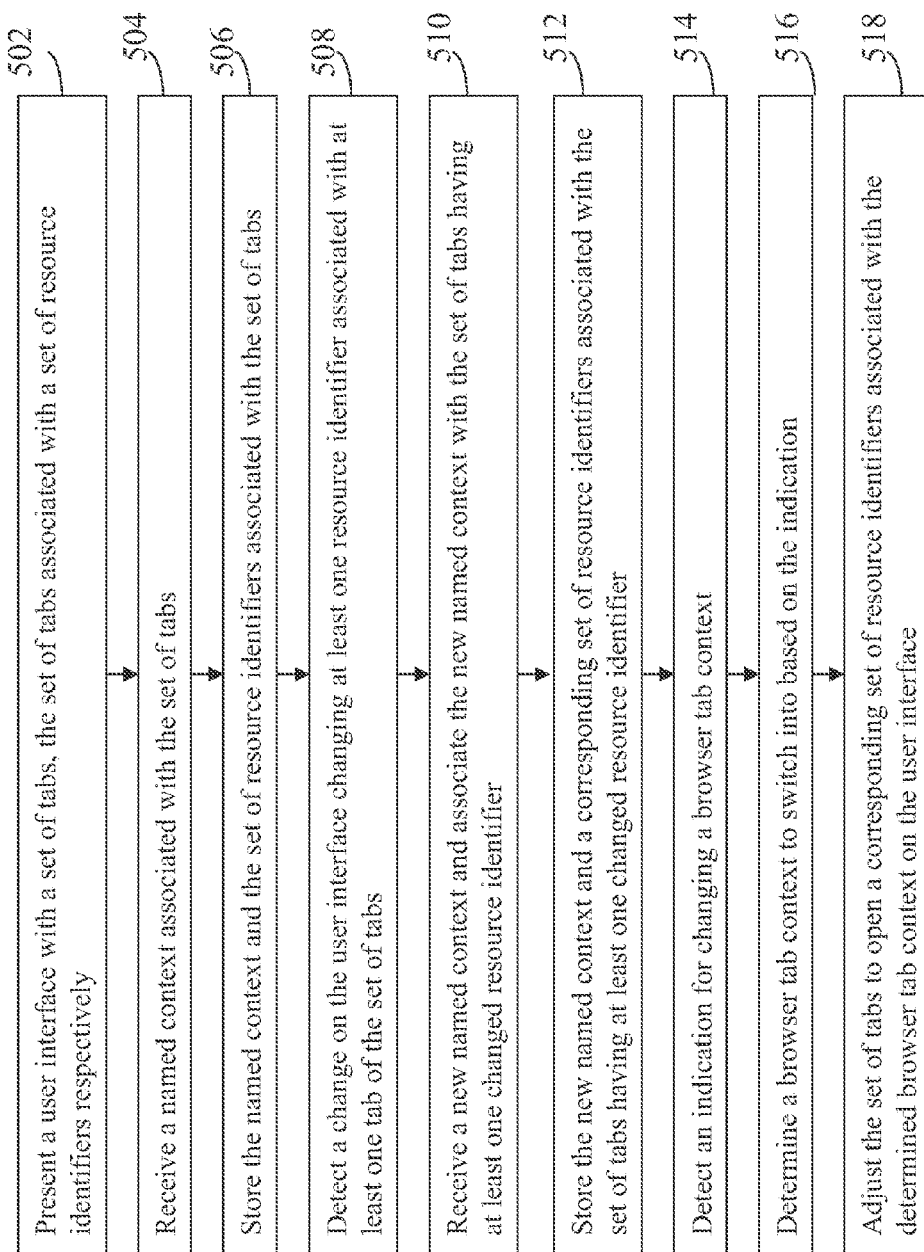 502
Present a user interface with a set of tabs, the set of tabs associated with a set of resource
identifiers respectively
504
Receive a named context associated with the set of tabs
506
Store the named context and the set of resource identifiers associated with the set of tabs
508
Detect a change on the user interface changing at least one resource identifier associated with at
least one tab of the set of tabs
510
Receive a new named context and associate the new named context with the set of tabs having
at least one changed resource identifier
512
Store the new named context and a corresponding set of resource identifiers associated with the
set of tabs having at least one changed resource identifier
514
Detect an indication for changing a browser tab context
516
Determine a browser tab context to switch into based on the indication
518
Adjust the set of tabs to open a corresponding set of resource identifiers associated with the
determined browser tab context on the user interface